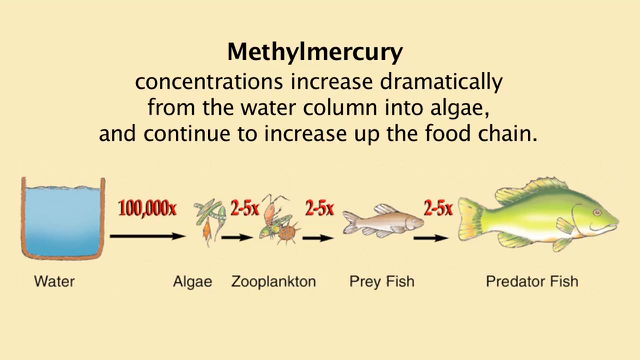 Methylmercury
concentrations increase dramatically
from the water column into algae,
and continue to increase up the food chain.
100,000x 2-5x 2-5x 2-5x
Water Algae Zooplankton Prey Fish Predator Fish